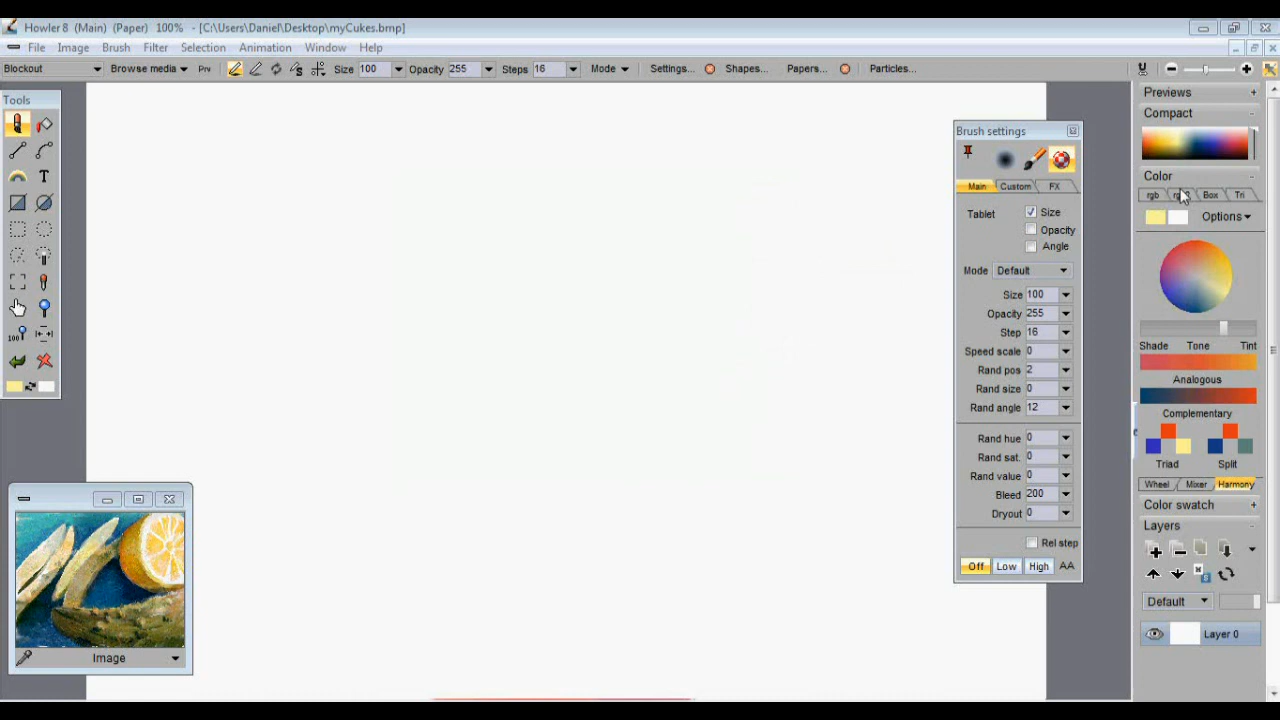 Howler 8 (Main) (Paper) 100% - [C:\Users\Daniel\Desktop\myCukes.bmp]
File Image Brush Filter Selection Animation Window Help
Blockout Browse media Prv Size 100 Opacity 255 Steps 16 Mode Settings... Shapes... Papers... Particles...
Tools
T
100
Image
Brush settings
Main Custom FX
Tablet Size
Opacity
Angle
Mode Default
Size 100
Opacity 255
Step 16
Speed scale 0
Rand pos 2
Rand size 0
Rand angle 12
Rand hue 0
Rand sat. 0
Rand value 0
Bleed 200
Dryout 0
Rel step
Off Low High AA
Previews +
Compact -
Color -
rgb Box Tri
Options
Shade Tone Tint
Analogous
Complementary
Triad Split
Wheel Mixer Harmony
Color swatch +
Layers -
Default
Layer 0